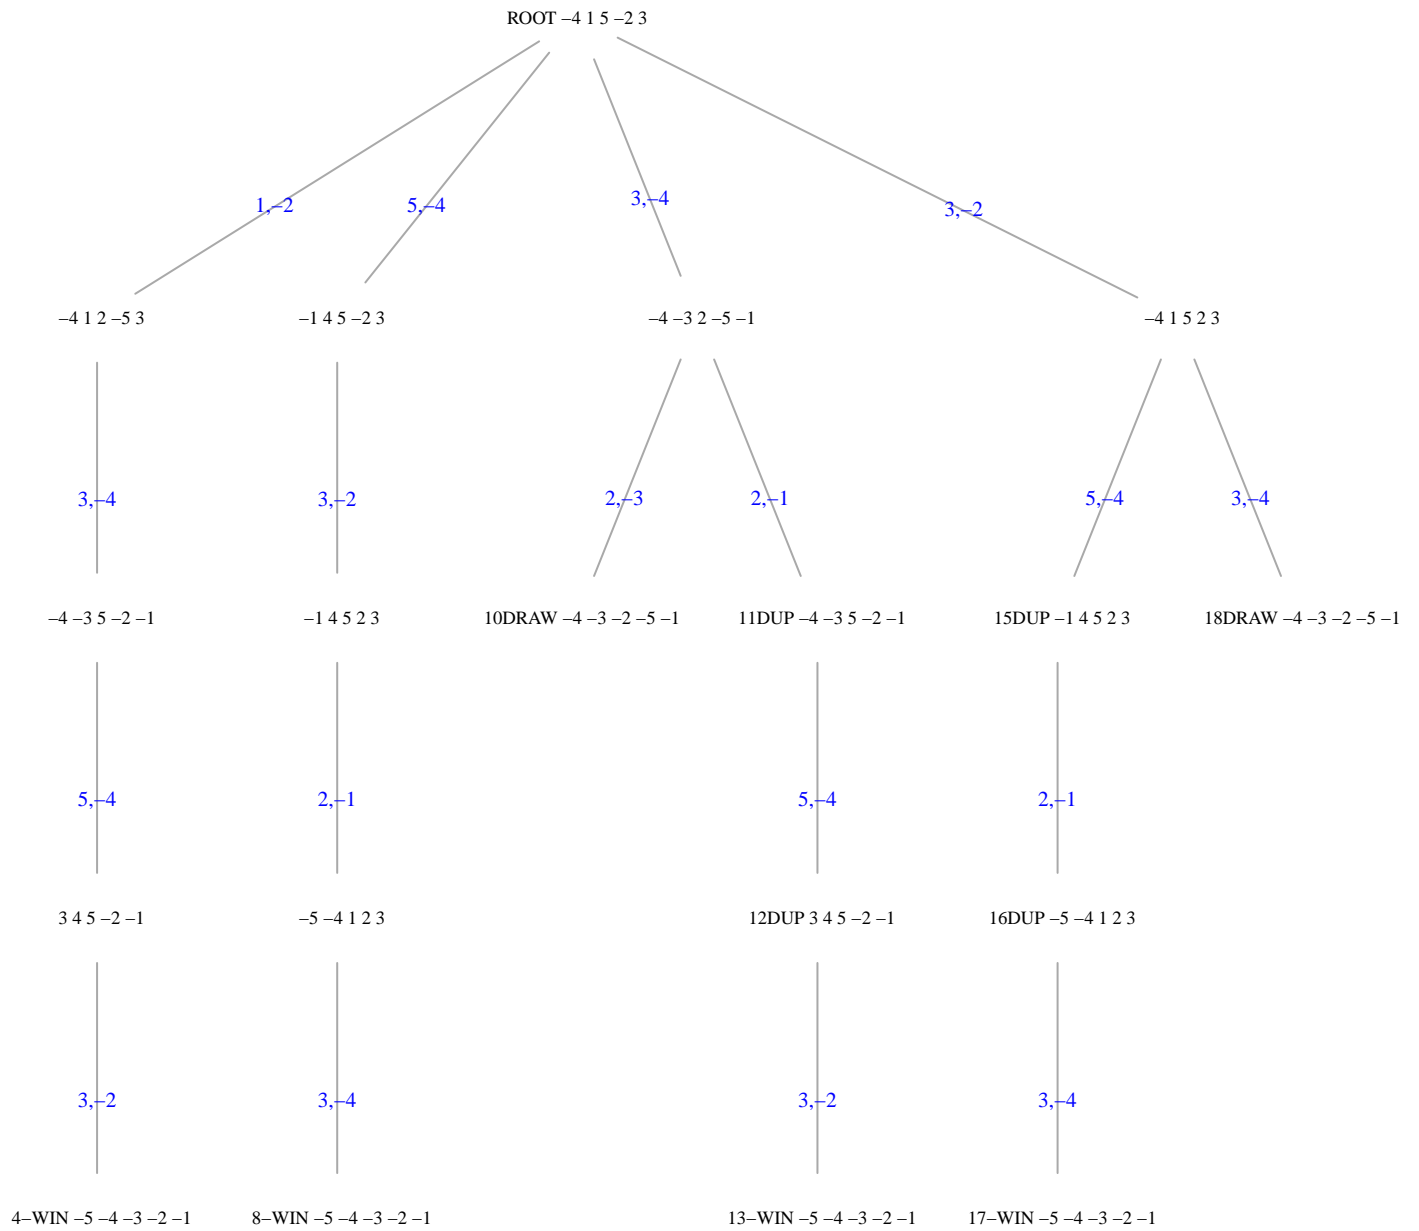 ROOT –4 1 5 –2 3
1,–2
5,–4
3,–4
3,–2
–4 1 2 –5 3
–1 4 5 –2 3
–4 –3 2 –5 –1
–4 1 5 2 3
3,–4
3,–2
2,–3
2,–1
5,–4
3,–4
–4 –3 5 –2 –1
–1 4 5 2 3
10DRAW –4 –3 –2 –5 –1
11DUP –4 –3 5 –2 –1
15DUP –1 4 5 2 3
18DRAW –4 –3 –2 –5 –1
5,–4
2,–1
5,–4
2,–1
3 4 5 –2 –1
–5 –4 1 2 3
12DUP 3 4 5 –2 –1
16DUP –5 –4 1 2 3
3,–2
3,–4
3,–2
3,–4
4–WIN –5 –4 –3 –2 –1
8–WIN –5 –4 –3 –2 –1
13–WIN –5 –4 –3 –2 –1
17–WIN –5 –4 –3 –2 –1